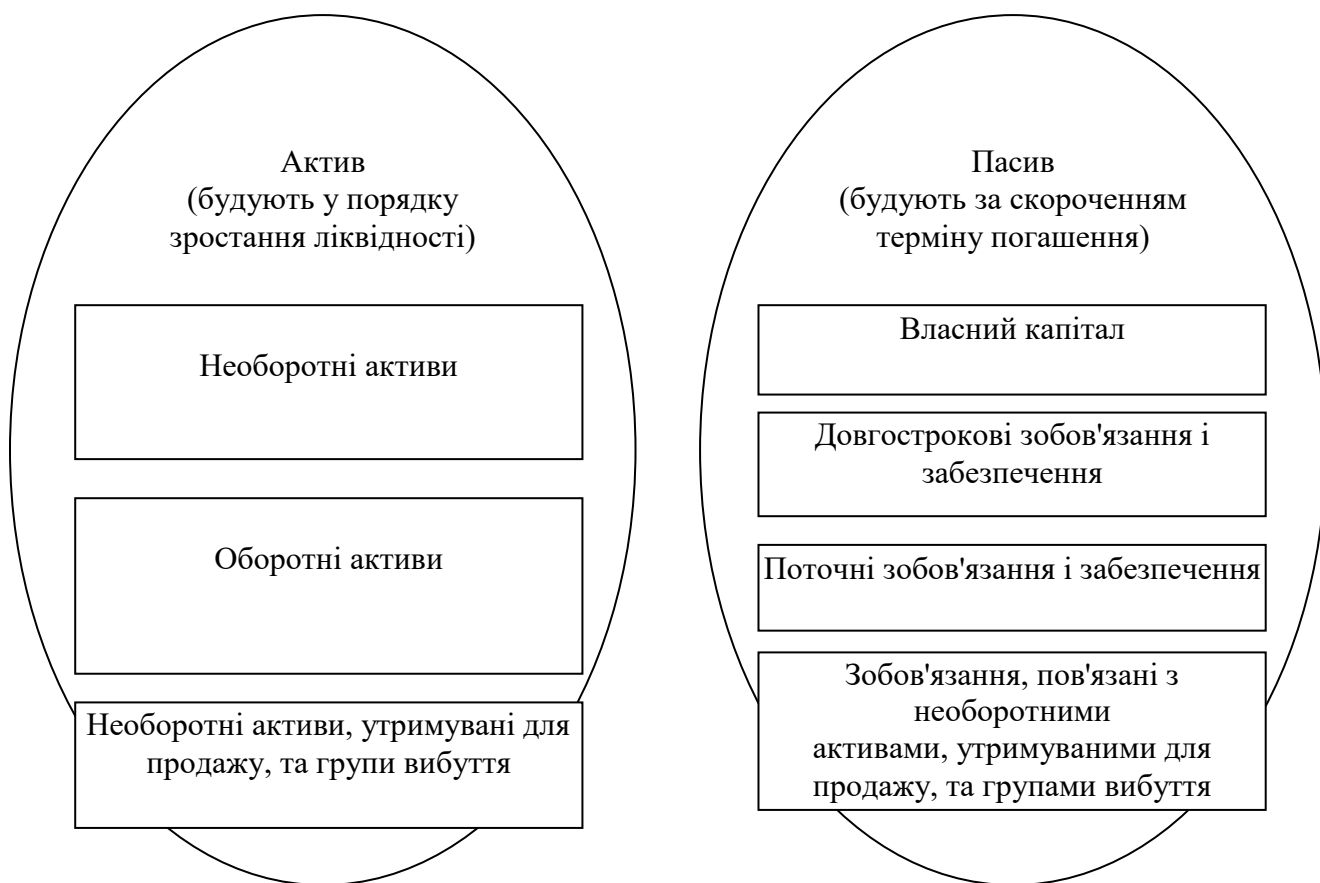 Актив
(будують у порядку
зростання ліквідності)
Необоротні активи
Оборотні активи
Необоротні активи, утримувані для
продажу, та групи вибуття
Пасив
(будують за скороченням
терміну погашення)
Власний капітал
Довгострокові зобов'язання і
забезпечення
Поточні зобов'язання і забезпечення
Зобов'язання, пов'язані з
необоротними
активами, утримуваними для
продажу, та групами вибуття